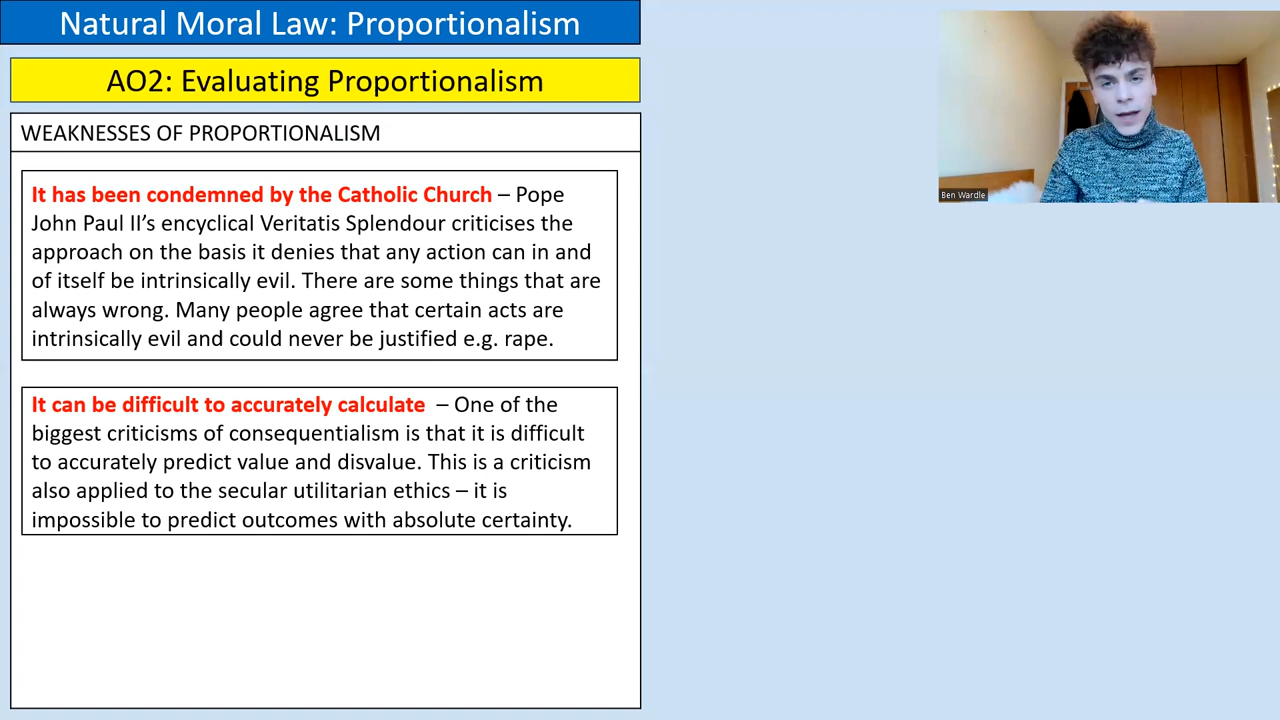 Natural Moral Law: Proportionalism
AO2: Evaluating Proportionalism
WEAKNESSES OF PROPORTIONALISM
It has been condemned by the Catholic Church – Pope
John Paul II’s encyclical Veritatis Splendour criticises the
approach on the basis it denies that any action can in and
of itself be intrinsically evil. There are some things that are
always wrong. Many people agree that certain acts are
intrinsically evil and could never be justified e.g. rape.
It can be difficult to accurately calculate – One of the
biggest criticisms of consequentialism is that it is difficult
to accurately predict value and disvalue. This is a criticism
also applied to the secular utilitarian ethics – it is
impossible to predict outcomes with absolute certainty.
Ben Wardle